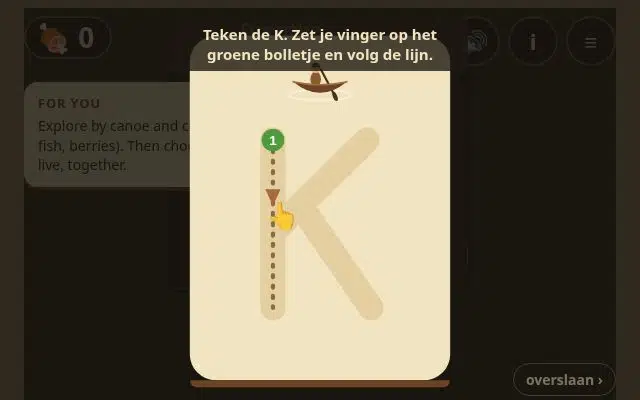 Teken de K. Zet je vinger op het
groene bolletje en volg de lijn.
0
i
≡
FOR YOU
Explore by canoe and c
fish, berries). Then choo
live, together.
1
K
overslaan ›